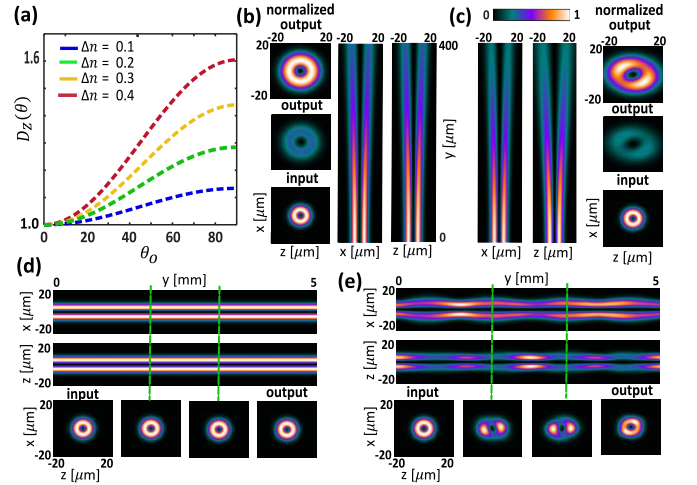 (a)
Δn = 0.1
Δn = 0.2
Δn = 0.3
Δn = 0.4
1.6
1.0
D_z(θ)
0 20 40 60 80
θ_o
(b)
normalized
output
-20 20
20
-20
output
input
x [μm]
z [μm]
-20 20 -20 20
x [μm]
z [μm]
400
y [μm]
0
(c)
0 1
-20 20 -20 20
x [μm]
z [μm]
normalized
output
-20 20
20
-20
output
input
x [μm]
z [μm]
(d)
0 y [mm] 5
20
-20
x [μm]
20
-20
z [μm]
input output
20
-20
x [μm]
-20 20
z [μm]
(e)
0 y [mm] 5
20
-20
x [μm]
20
-20
z [μm]
input output
20
-20
x [μm]
-20 20
z [μm]